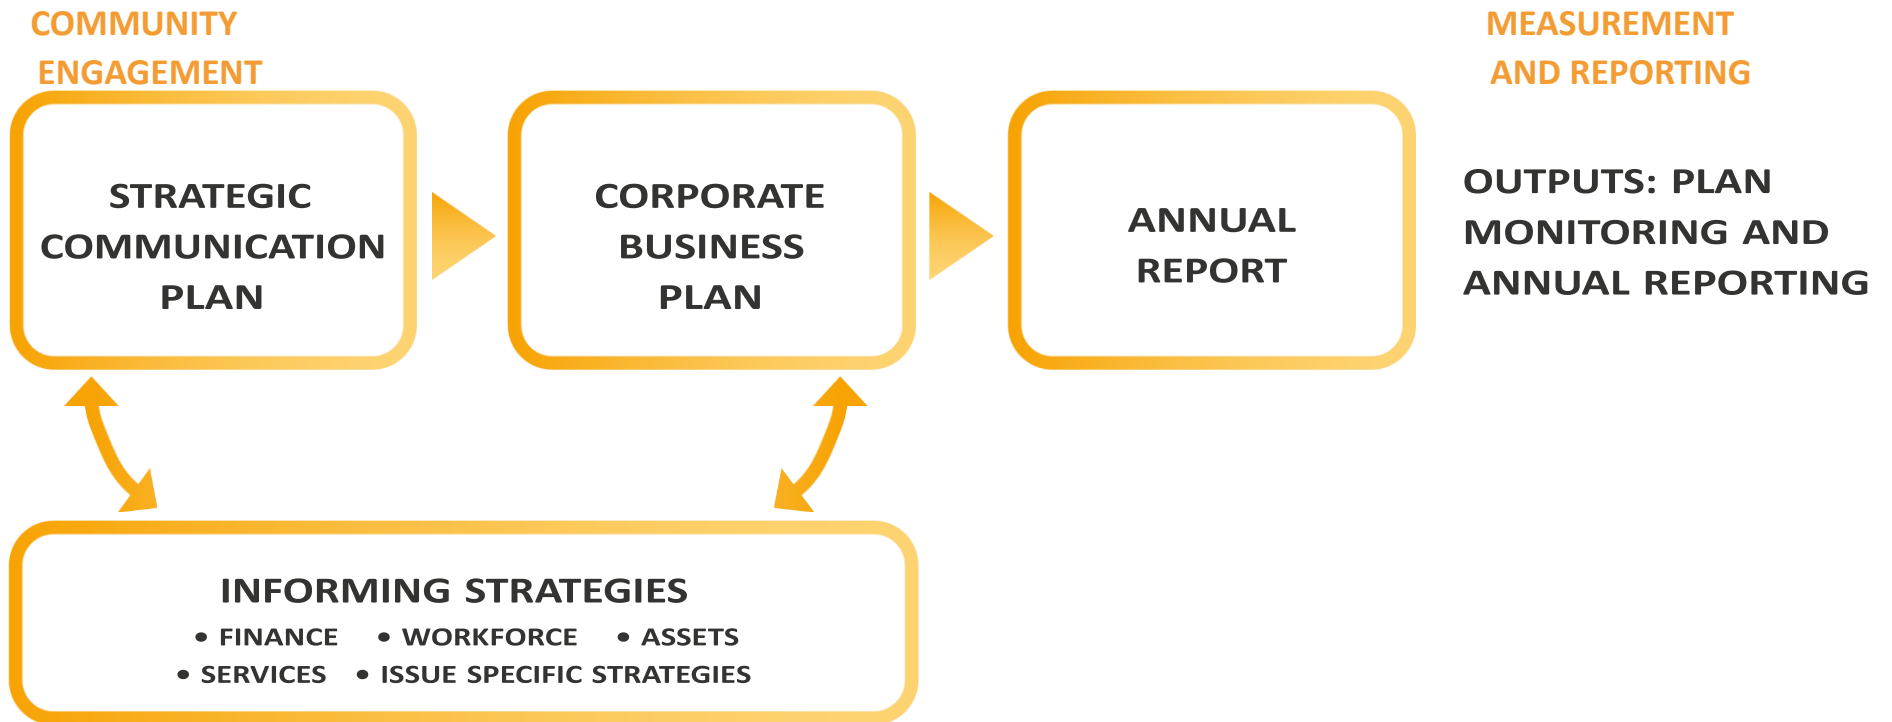 COMMUNITY
ENGAGEMENT
MEASUREMENT
AND REPORTING
STRATEGIC
COMMUNICATION
PLAN
CORPORATE
BUSINESS
PLAN
ANNUAL
REPORT
OUTPUTS: PLAN
MONITORING AND
ANNUAL REPORTING
INFORMING STRATEGIES
• FINANCE • WORKFORCE • ASSETS
• SERVICES • ISSUE SPECIFIC STRATEGIES